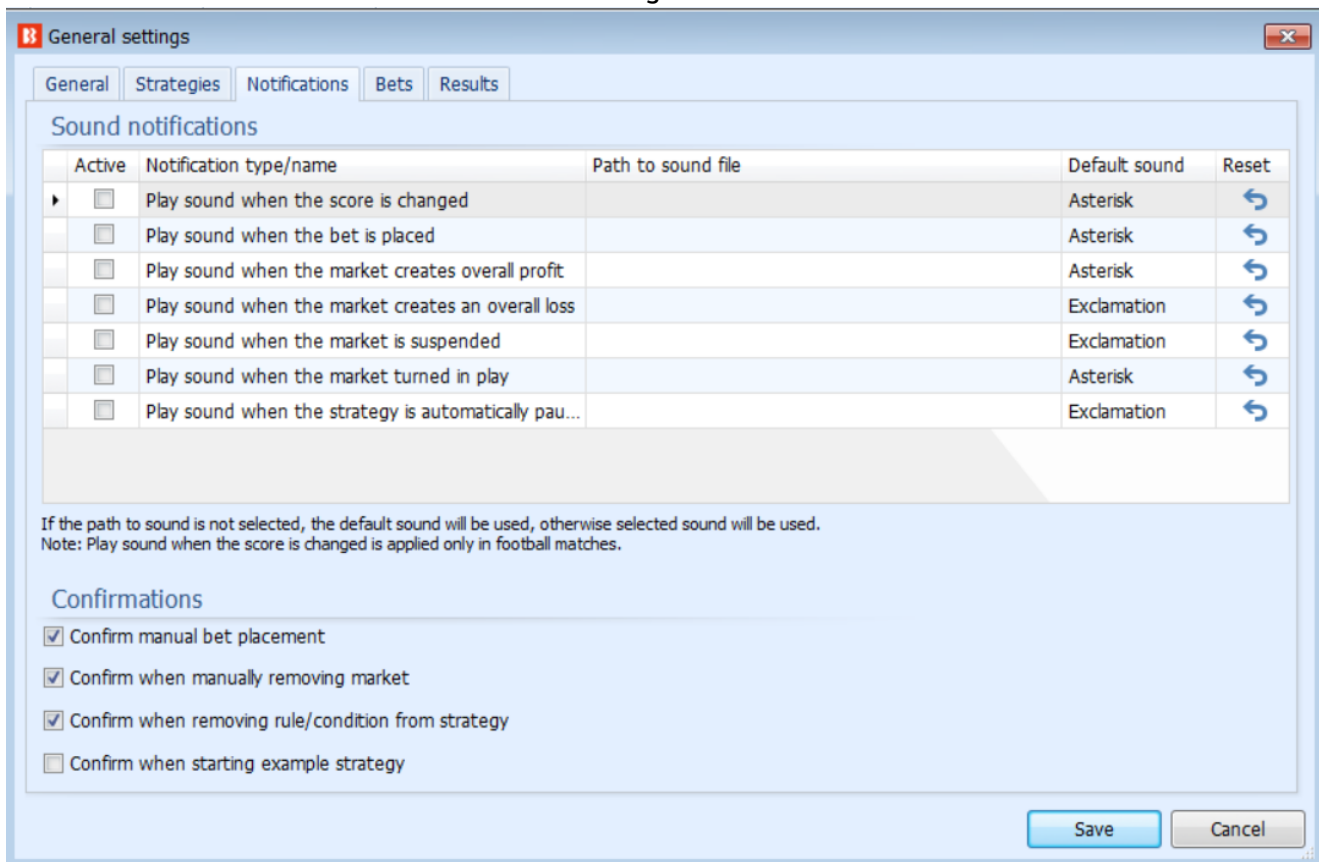 General settings
General Strategies Notifications Bets Results
Sound notifications
Active Notification type/name Path to sound file Default sound Reset
Play sound when the score is changed Asterisk
Play sound when the bet is placed Asterisk
Play sound when the market creates overall profit Asterisk
Play sound when the market creates an overall loss Exclamation
Play sound when the market is suspended Exclamation
Play sound when the market turned in play Asterisk
Play sound when the strategy is automatically pau... Exclamation
If the path to sound is not selected, the default sound will be used, otherwise selected sound will be used.
Note: Play sound when the score is changed is applied only in football matches.
Confirmations
Confirm manual bet placement
Confirm when manually removing market
Confirm when removing rule/condition from strategy
Confirm when starting example strategy
Save Cancel